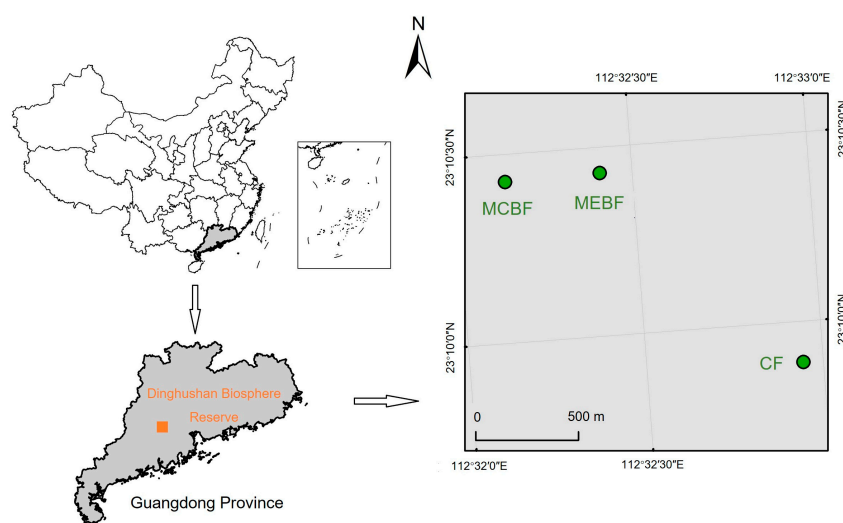 N
112°32'30"E
112°33'0"E
23°10'30"N
23°10'30"N
MCBF
MEBF
23°10'0"N
23°10'0"N
CF
0
500 m
112°32'0"E
112°32'30"E
Dinghushan Biosphere
Reserve
Guangdong Province